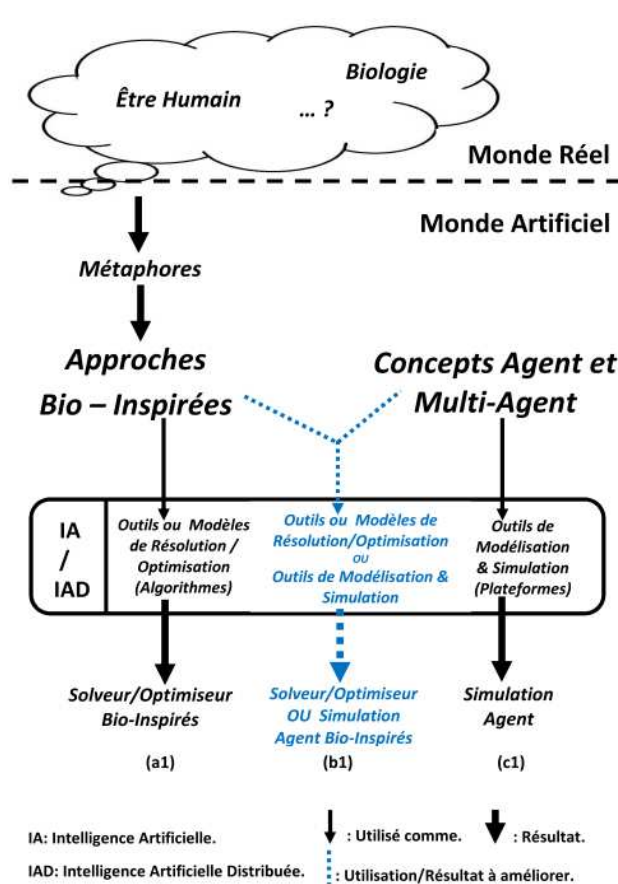 Biologie
Être Humain
... ?
Monde Réel
Monde Artificiel
Métaphores
Approches
Bio – Inspirées
Concepts Agent et
Multi-Agent
IA
/
IAD
Outils ou Modèles
de Résolution /
Optimisation
(Algorithmes)
Outils ou Modèles de
Résolution/Optimisation
OU
Outils de Modélisation &
Simulation
Outils de
Modélisation
& Simulation
(Plateformes)
Solveur/Optimiseur
Bio-Inspirés
Solveur/Optimiseur
OU Simulation
Agent Bio-Inspirés
Simulation
Agent
(a1)
(b1)
(c1)
IA: Intelligence Artificielle.
: Utilisé comme.
: Résultat.
IAD: Intelligence Artificielle Distribuée.
: Utilisation/Résultat à améliorer.